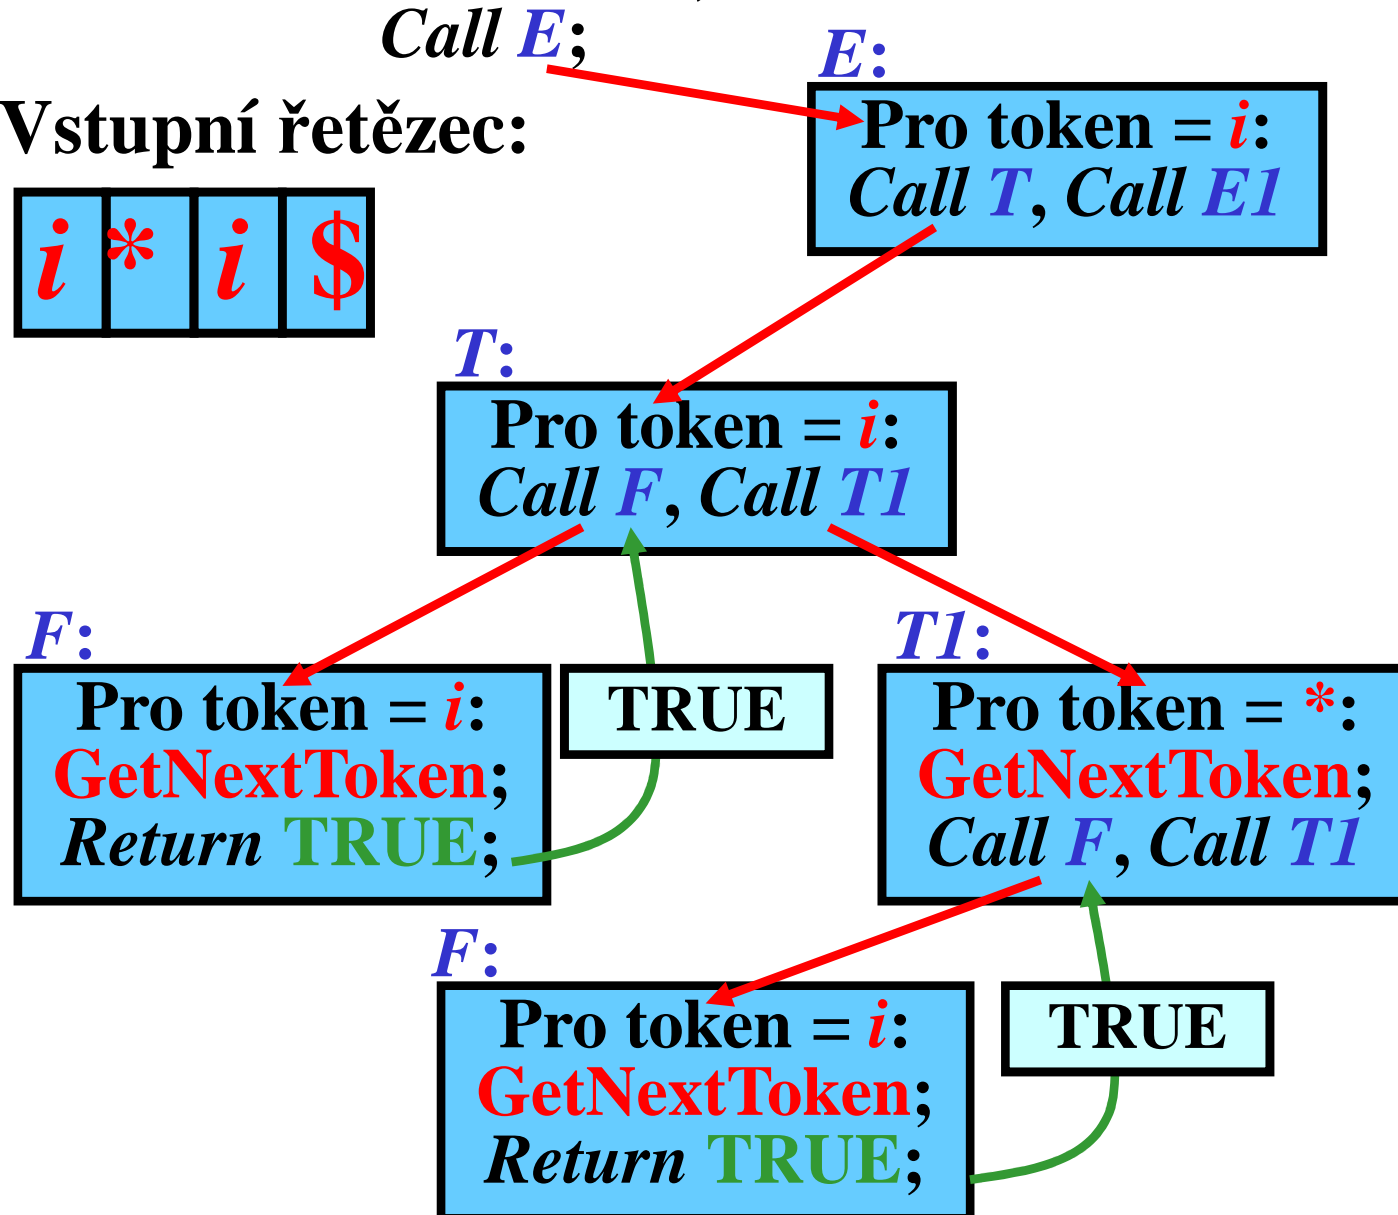 Call E;
E:
Pro token = i:
Call T, Call E1
Vstupní řetězec:
i * i $
T:
Pro token = i:
Call F, Call T1
F:
Pro token = i:
GetNextToken;
Return TRUE;
TRUE
T1:
Pro token = *:
GetNextToken;
Call F, Call T1
F:
Pro token = i:
GetNextToken;
Return TRUE;
TRUE